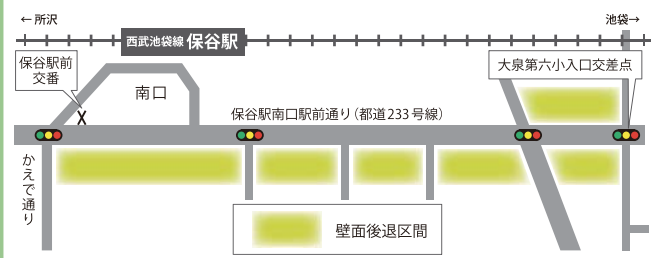 ←所沢
池袋→
西武池袋線 保谷駅
保谷駅前
交番
南口
大泉第六小入口交差点
保谷駅南口駅前通り（都道233号線）
かえで通り
壁面後退区間